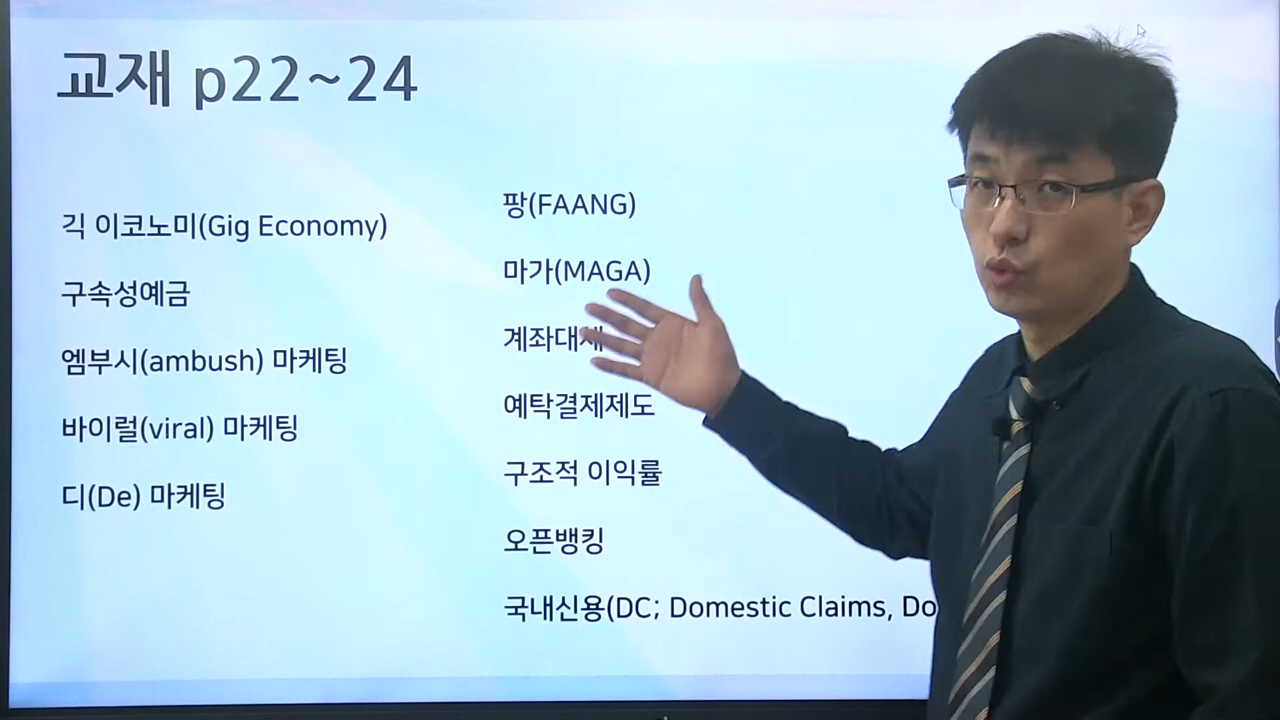 교재 p22~24
긱 이코노미(Gig Economy)
구속성예금
엠부시(ambush) 마케팅
바이럴(viral) 마케팅
디(De) 마케팅
팡(FAANG)
마가(MAGA)
계좌대체
예탁결제제도
구조적 이익률
오픈뱅킹
국내신용(DC; Domestic Claims, Do